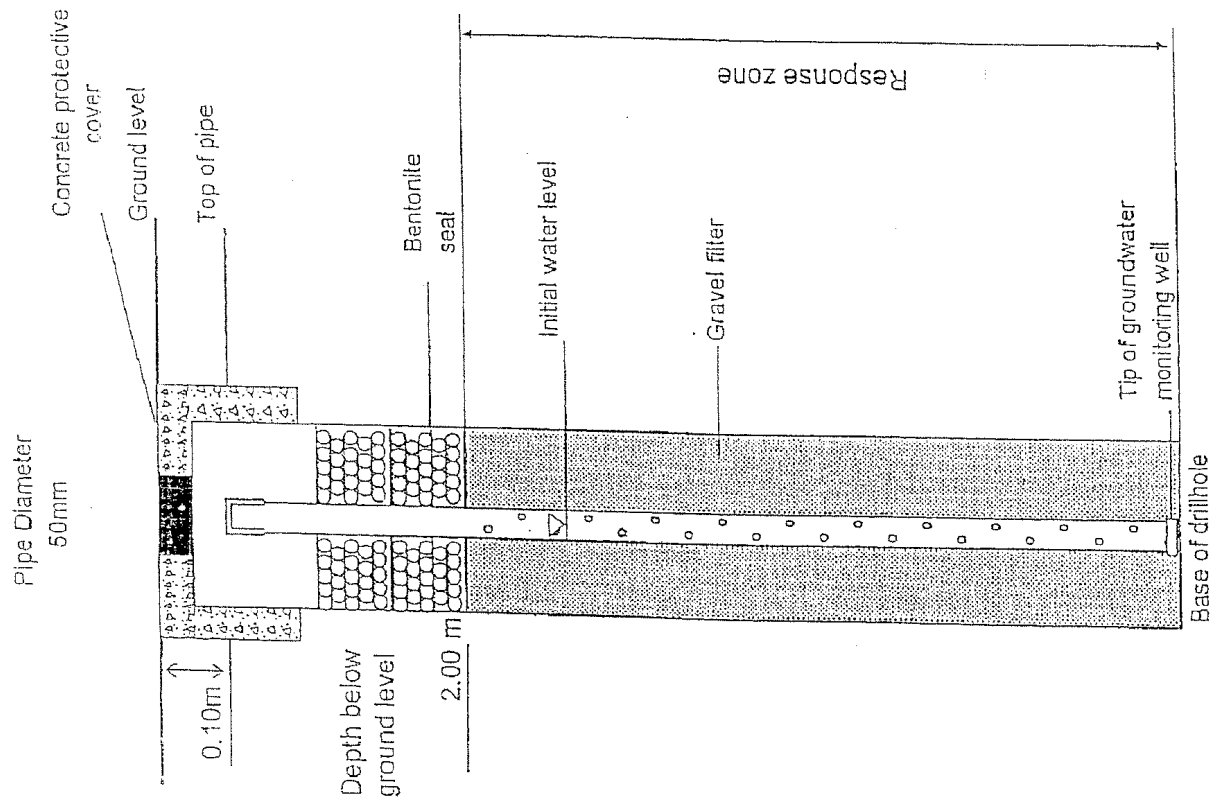 Pipe Diameter
50mm
Concrete protective
cover
Ground level
Top of pipe
0.10m
Depth below
ground level
2.00 m
Bentonite
seal
Response zone
Initial water level
Gravel filter
Tip of groundwater
monitoring well
Base of drillhole